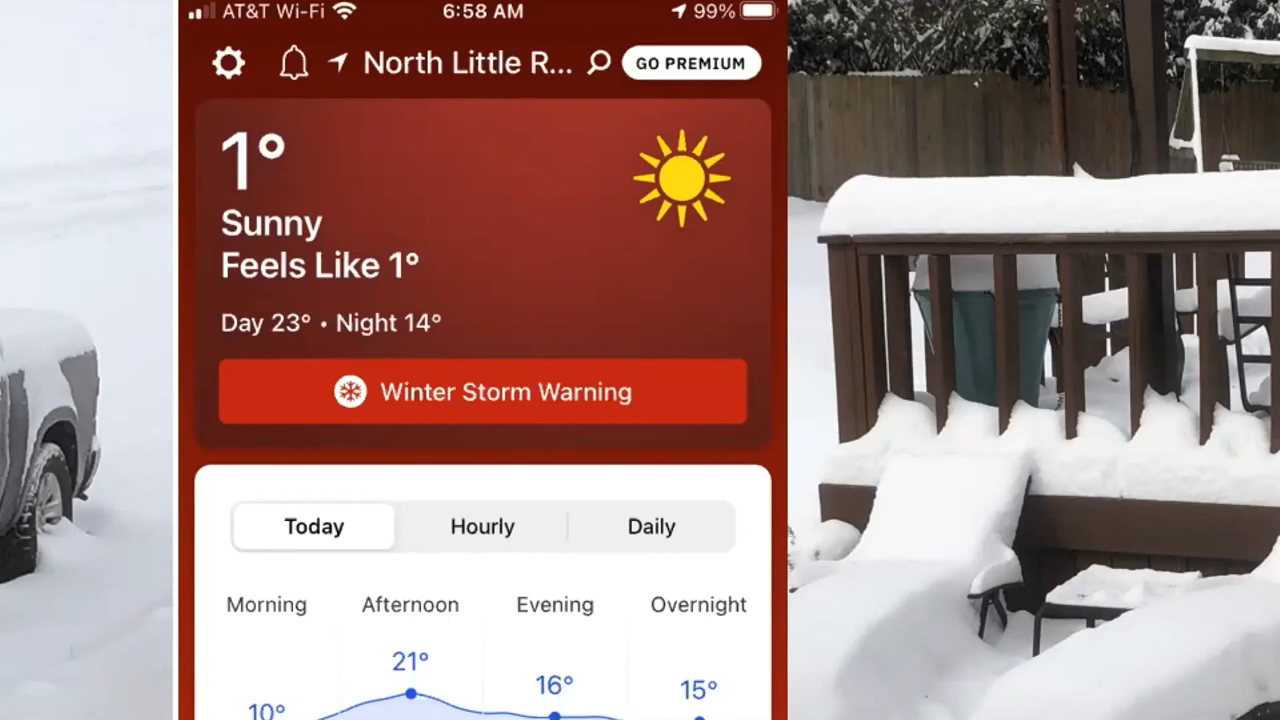 AT&T Wi-Fi 6:58 AM 99%
North Little R... GO PREMIUM
1°
Sunny
Feels Like 1°
Day 23° • Night 14°
Winter Storm Warning
Today Hourly Daily
Morning Afternoon Evening Overnight
21°
16°
15°
10°